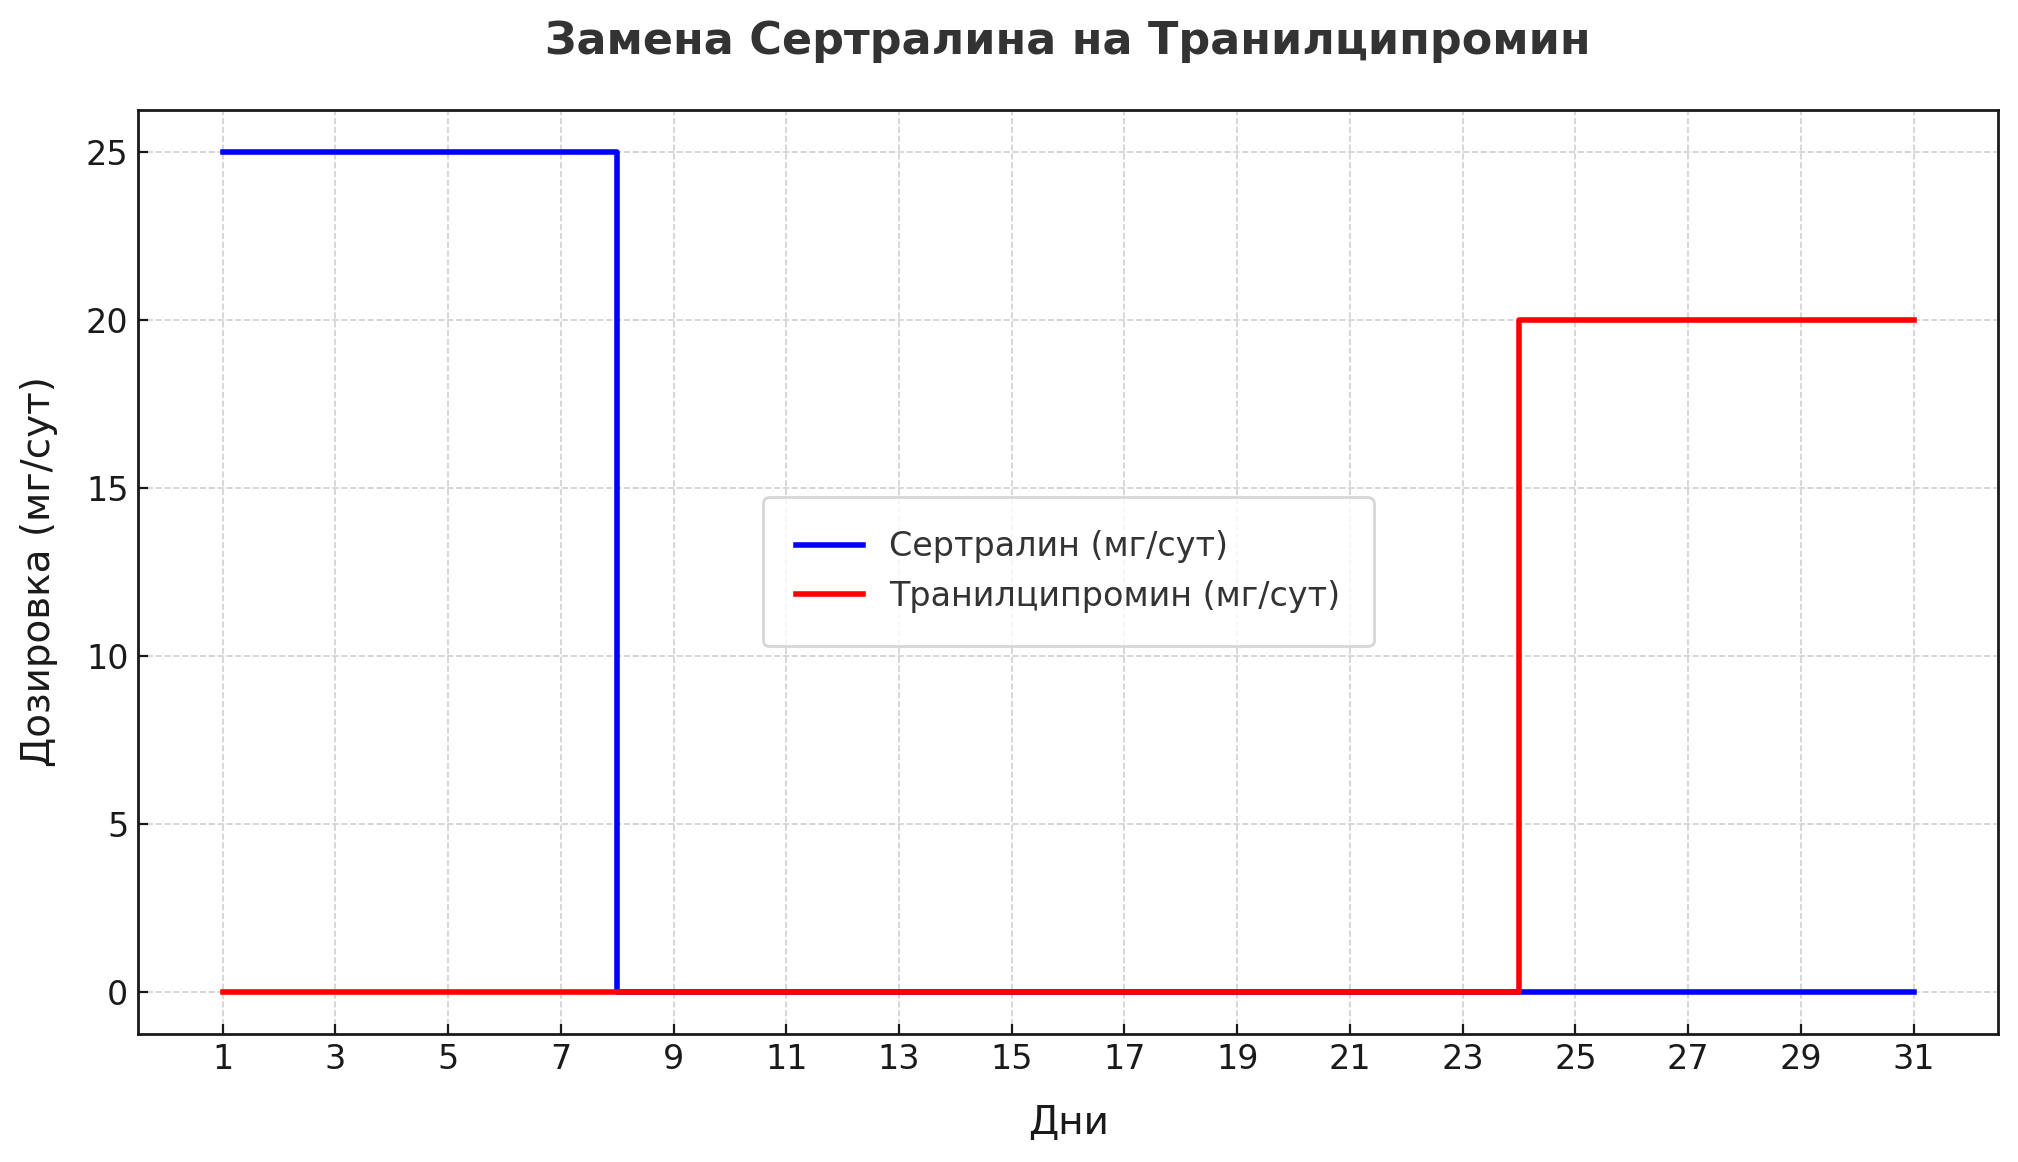 Замена Сертралина на Транилципромин
Дозировка (мг/сут)
25
20
15
10
5
0
Сертралин (мг/сут)
Транилципромин (мг/сут)
1 3 5 7 9 11 13 15 17 19 21 23 25 27 29 31
Дни